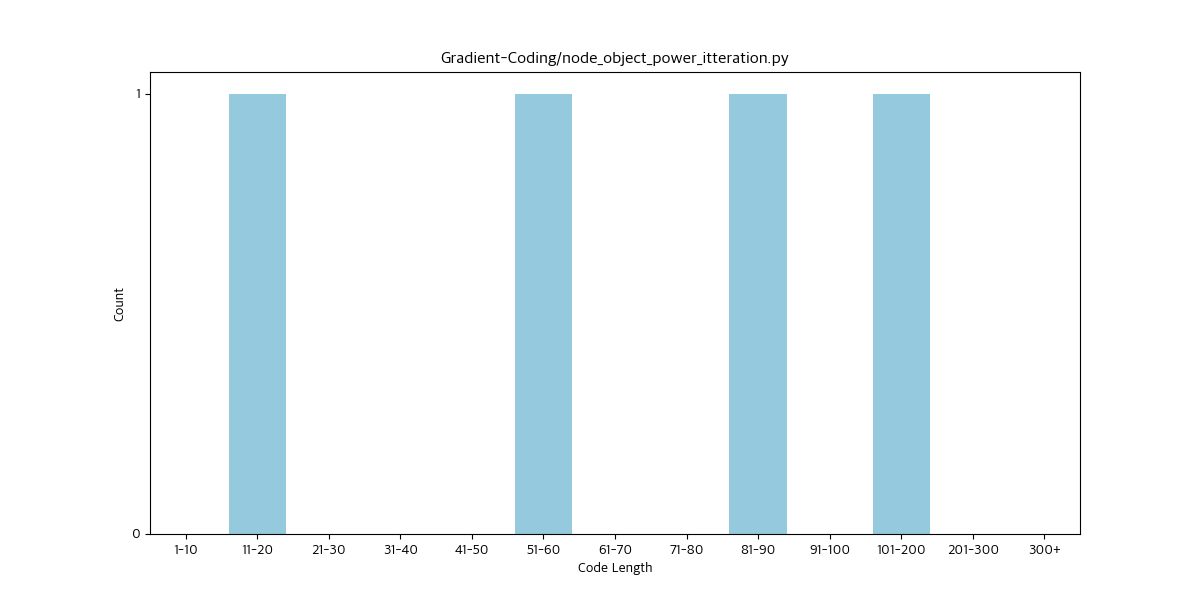 Gradient-Coding/node_object_power_itteration.py
1
Count
0
1-10 11-20 21-30 31-40 41-50 51-60 61-70 71-80 81-90 91-100 101-200 201-300 300+
Code Length